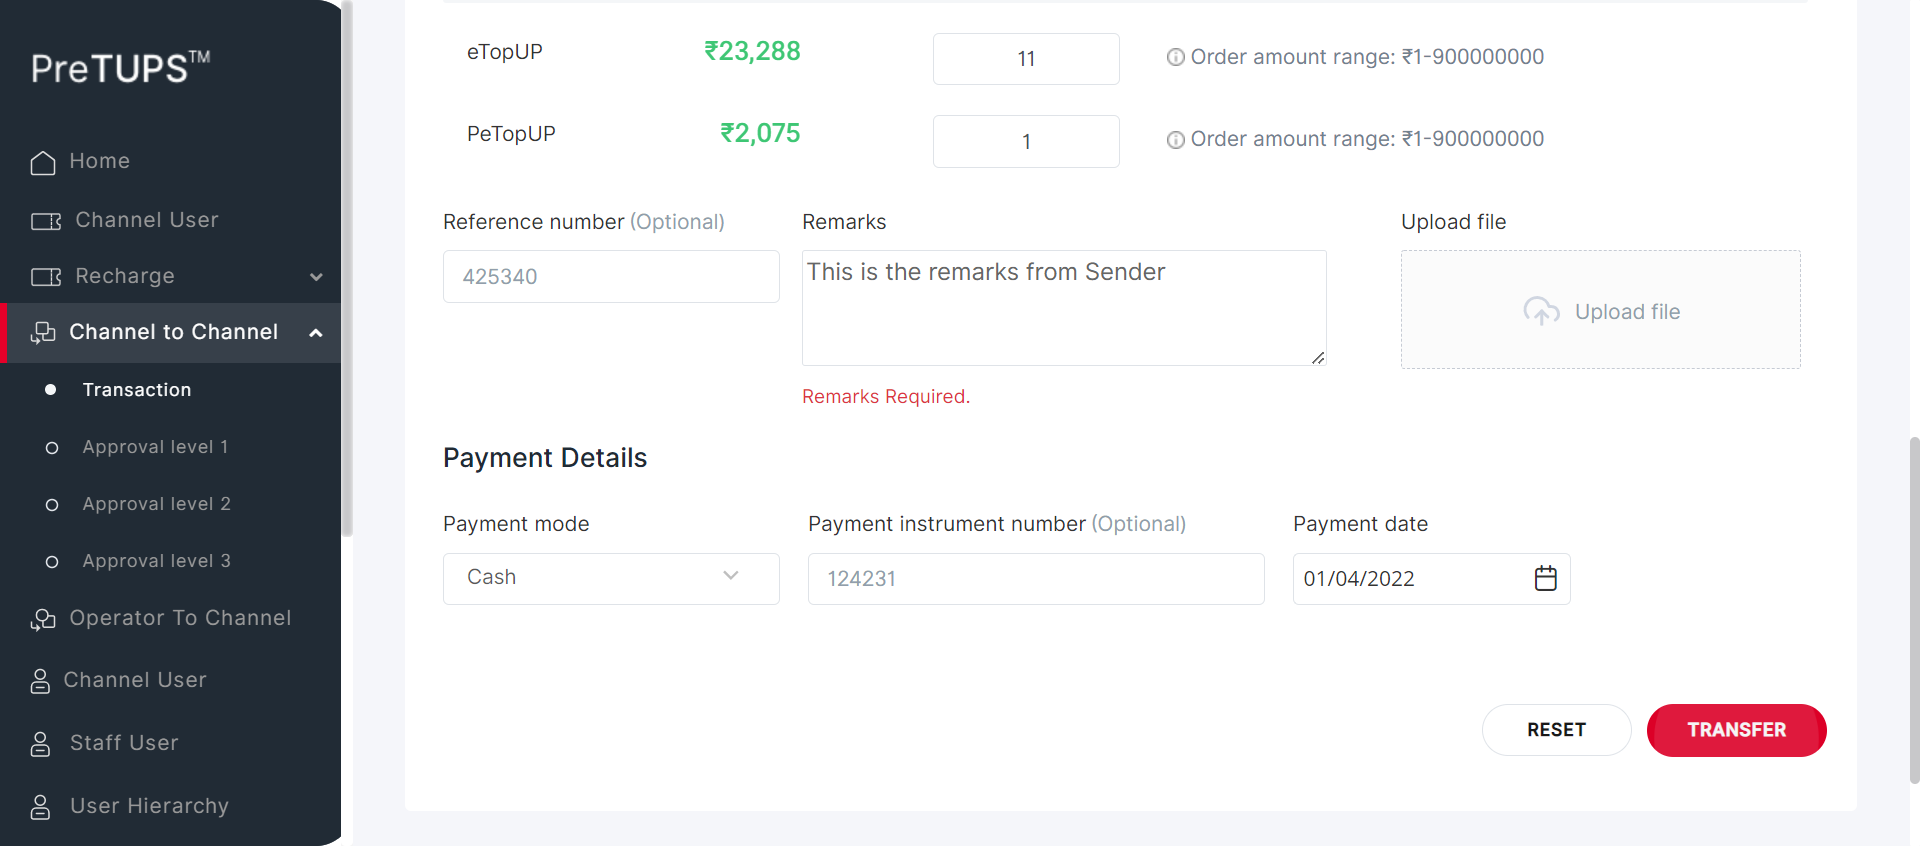 PreTUPS™
Home
Channel User
Recharge
Channel to Channel
Transaction
Approval level 1
Approval level 2
Approval level 3
Operator To Channel
Channel User
Staff User
User Hierarchy
eTopUP ₹23,288 11 Order amount range: ₹1-900000000
PeTopUP ₹2,075 1 Order amount range: ₹1-900000000
Reference number (Optional) Remarks Upload file
425340 This is the remarks from Sender Upload file
Remarks Required.
Payment Details
Payment mode Payment instrument number (Optional) Payment date
Cash 124231 01/04/2022
RESET TRANSFER